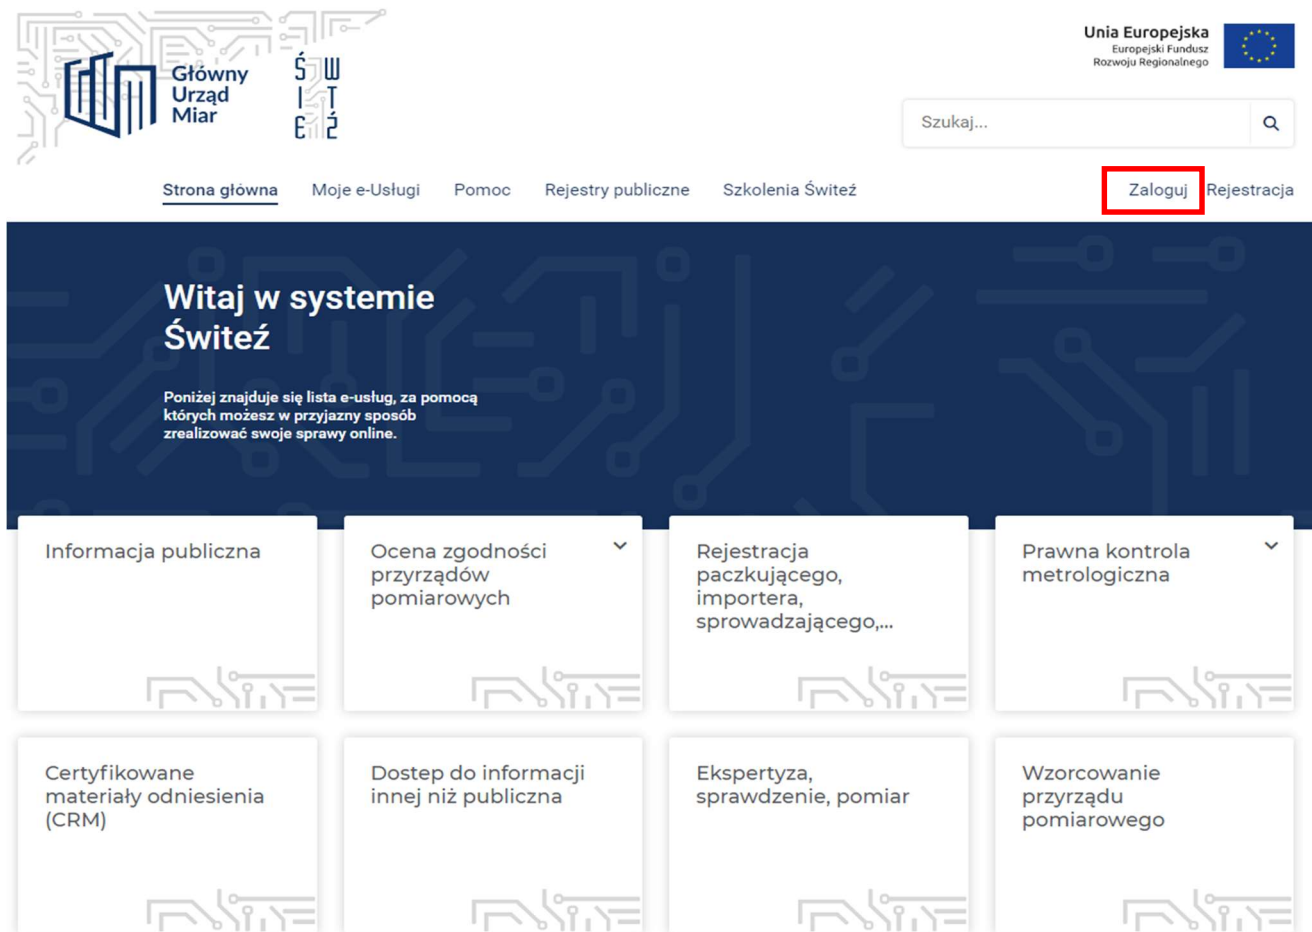 Główny
Urząd
Miar
ŚW
IT
EŹ
Unia Europejska
Europejski Fundusz
Rozwoju Regionalnego
Szukaj...
Strona główna Moje e-Usługi Pomoc Rejestry publiczne Szkolenia Świteź Zaloguj Rejestracja
Witaj w systemie
Świteź
Poniżej znajduje się lista e-usług, za pomocą
których możesz w przyjazny sposób
zrealizować swoje sprawy online.
Informacja publiczna
Ocena zgodności
przyrządów
pomiarowych
Rejestracja
paczkującego,
importera,
sprowadzającego,...
Prawna kontrola
metrologiczna
Certyfikowane
materiały odniesienia
(CRM)
Dostep do informacji
innej niż publiczna
Ekspertyza,
sprawdzenie, pomiar
Wzorcowanie
przyrządu
pomiarowego